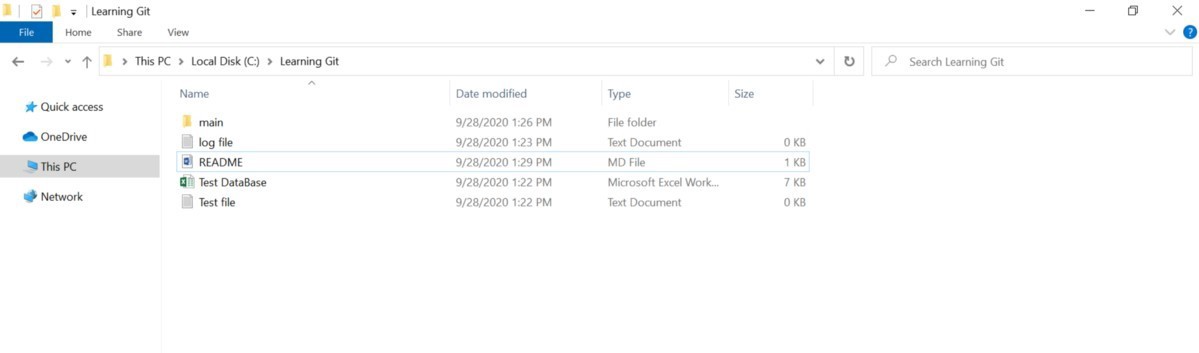 Learning Git
File Home Share View
This PC Local Disk (C:) Learning Git Search Learning Git
Name Date modified Type Size
Quick access
OneDrive
This PC
Network
main 9/28/2020 1:26 PM File folder
log file 9/28/2020 1:23 PM Text Document 0 KB
README 9/28/2020 1:29 PM MD File 1 KB
Test DataBase 9/28/2020 1:22 PM Microsoft Excel Work... 7 KB
Test file 9/28/2020 1:22 PM Text Document 0 KB